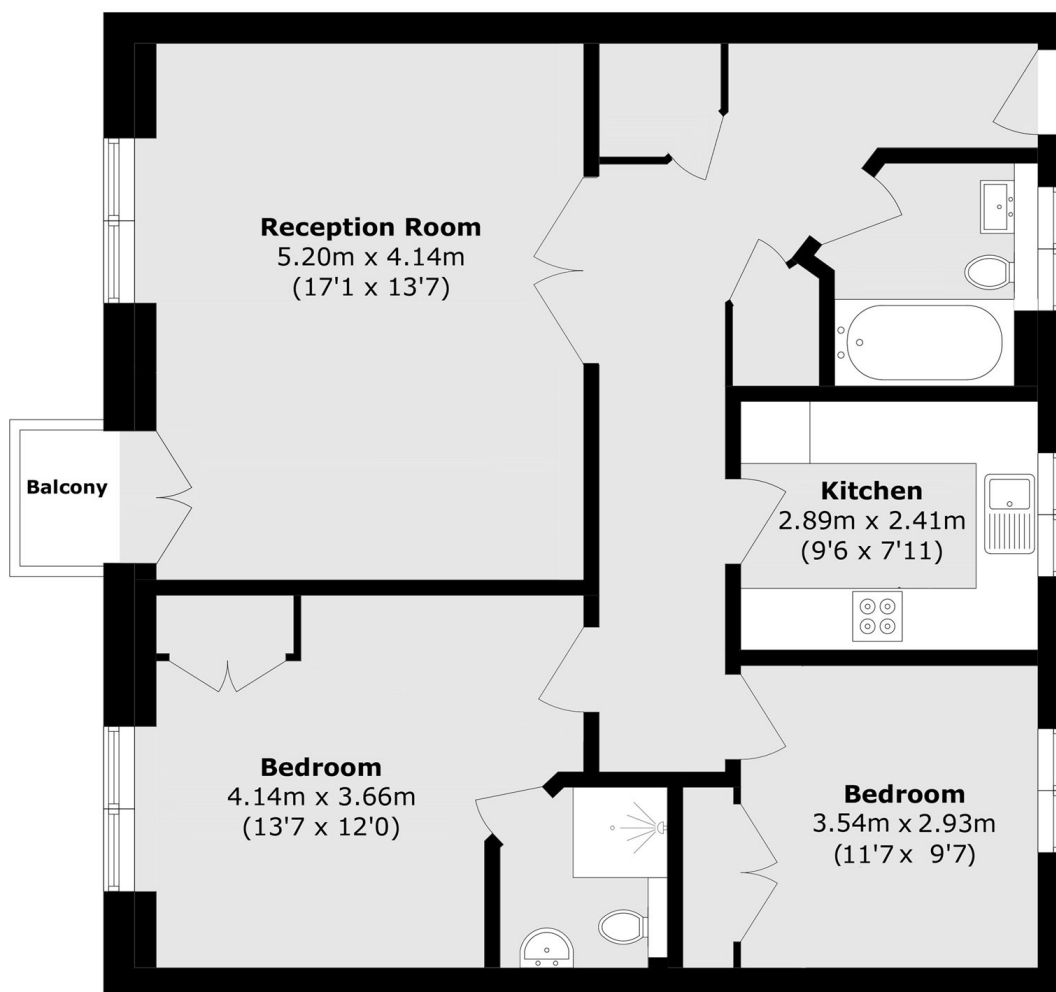 Reception Room
5.20m x 4.14m
(17'1 x 13'7)
Balcony
Kitchen
2.89m x 2.41m
(9'6 x 7'11)
Bedroom
4.14m x 3.66m
(13'7 x 12'0)
Bedroom
3.54m x 2.93m
(11'7 x 9'7)